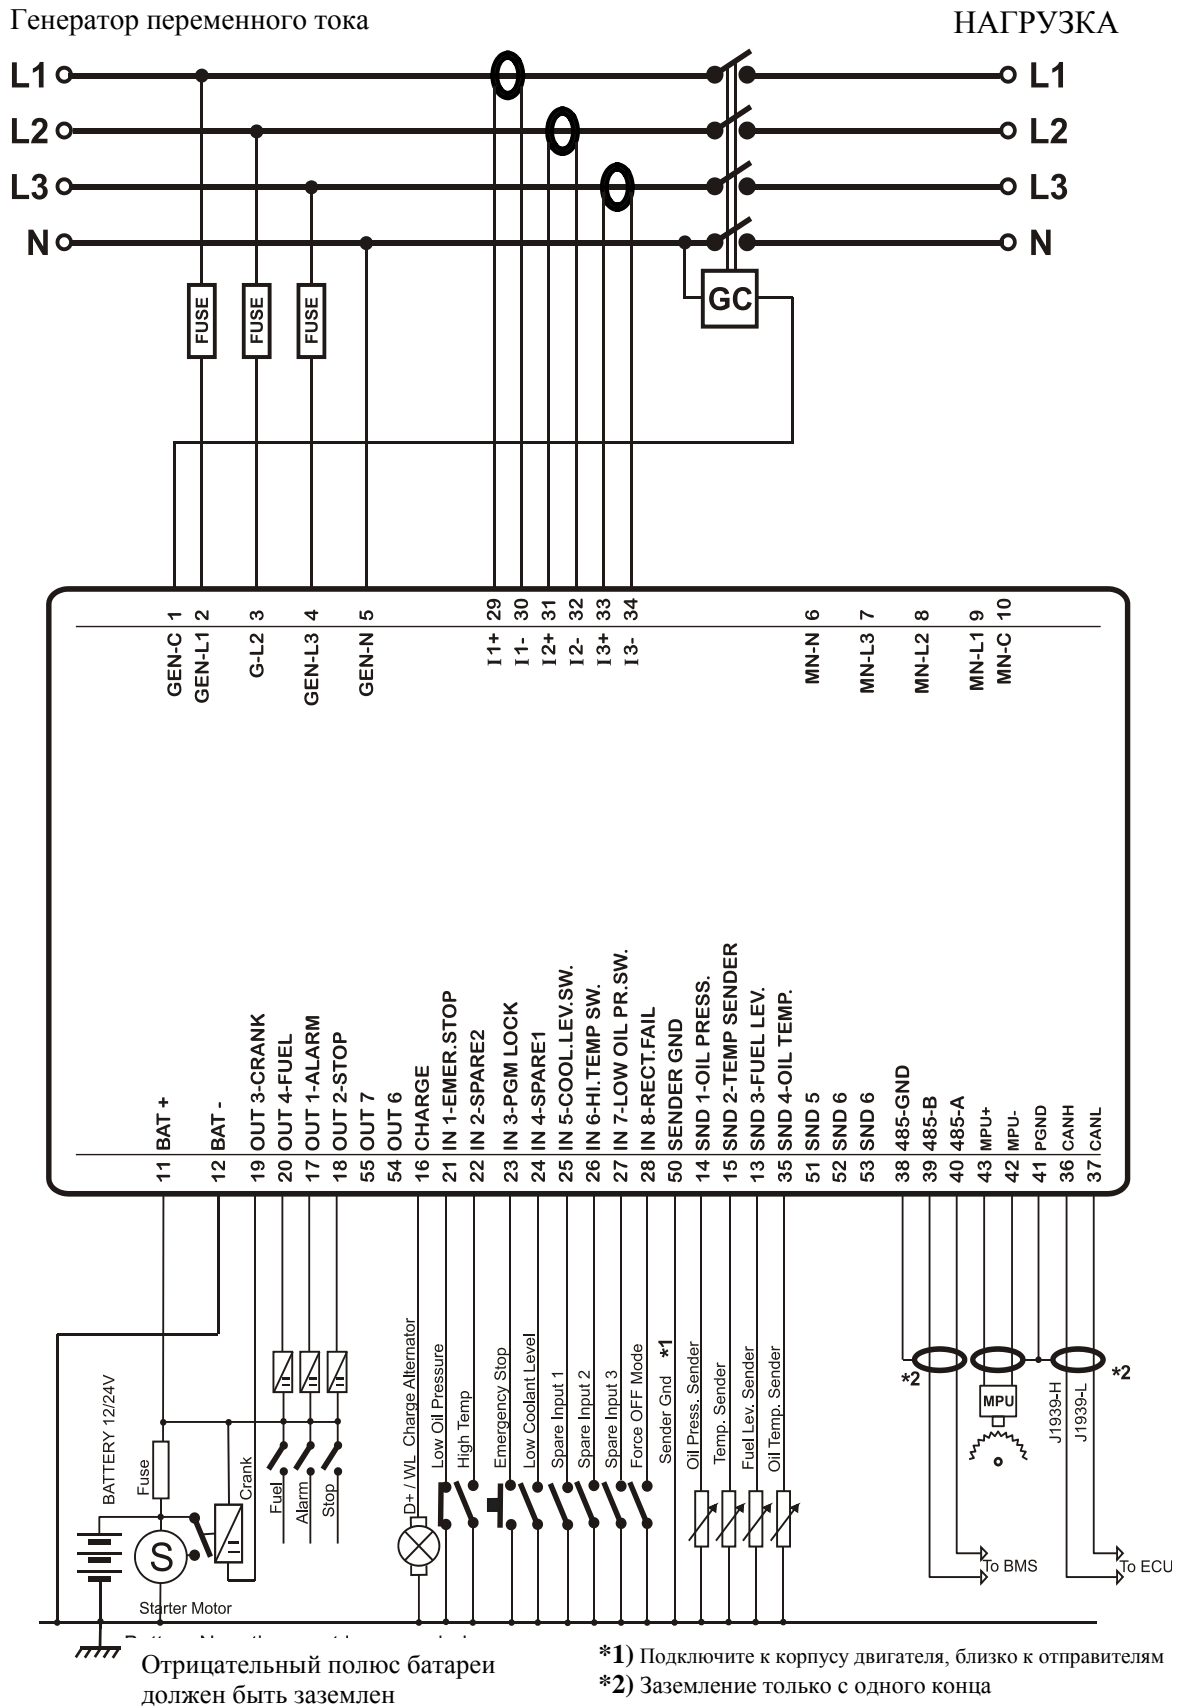 Генератор переменного тока
НАГРУЗКА
L1
L1
L2
L2
L3
L3
N
N
FUSE
FUSE
FUSE
GC
1
2
3
4
5
29
30
31
32
33
34
6
7
8
9
10
GEN-C
GEN-L1
G-L2
GEN-L3
GEN-N
I1+
I1-
I2+
I2-
I3+
I3-
MN-N
MN-L3
MN-L2
MN-L1
MN-C
11 BAT +
12 BAT -
19 OUT 3-CRANK
20 OUT 4-FUEL
17 OUT 1-ALARM
18 OUT 2-STOP
55 OUT 7
54 OUT 6
16 CHARGE
21 IN 1-EMER.STOP
22 IN 2-SPARE2
23 IN 3-PGM LOCK
24 IN 4-SPARE1
25 IN 5-COOL.LEV.SW.
26 IN 6-HI.TEMP SW.
27 IN 7-LOW OIL PR.SW.
28 IN 8-RECT.FAIL
50 SENDER GND
14 SND 1-OIL PRESS.
15 SND 2-TEMP SENDER
13 SND 3-FUEL LEV.
35 SND 4-OIL TEMP.
51 SND 5
52 SND 6
53 SND 6
38 485-GND
39 485-B
40 485-A
43 MPU+
42 MPU-
41 PGND
36 CANH
37 CANL
BATTERY 12/24V
Fuse
Crank
Fuel
Alarm
Stop
D+ / WL Charge Alternator
Low Oil Pressure
High Temp
Emergency Stop
Low Coolant Level
Spare Input 1
Spare Input 2
Spare Input 3
Force OFF Mode
Sender Gnd *1
Oil Press. Sender
Temp. Sender
Fuel Lev. Sender
Oil Temp. Sender
*2
MPU
J1939-H
J1939-L
*2
S
Starter Motor
To BMS
To ECU
Отрицательный полюс батареи
должен быть заземлен
*1) Подключите к корпусу двигателя, близко к отправителям
*2) Заземление только с одного конца